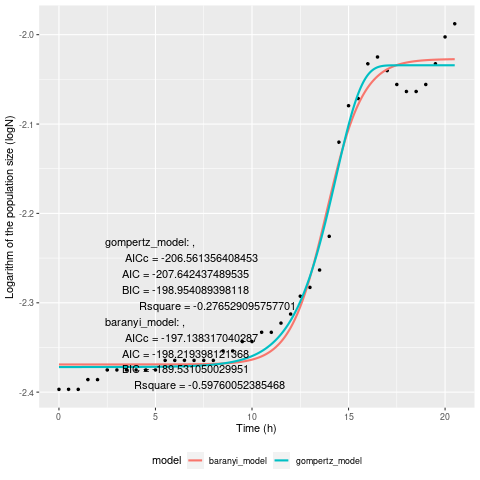 -2.0
-2.1
-2.2
-2.3
-2.4
Logarithm of the population size (logN)
gompertz_model: ,
AICc = -206.561356408453
AIC = -207.642437489535
BIC = -198.954089398118
Rsquare = -0.276529095757701
baranyi_model: ,
AICc = -197.138317040287
AIC = -198.219398121368
BIC = -189.531050029951
Rsquare = -0.59760052385468
0 5 10 15 20
Time (h)
model baranyi_model gompertz_model